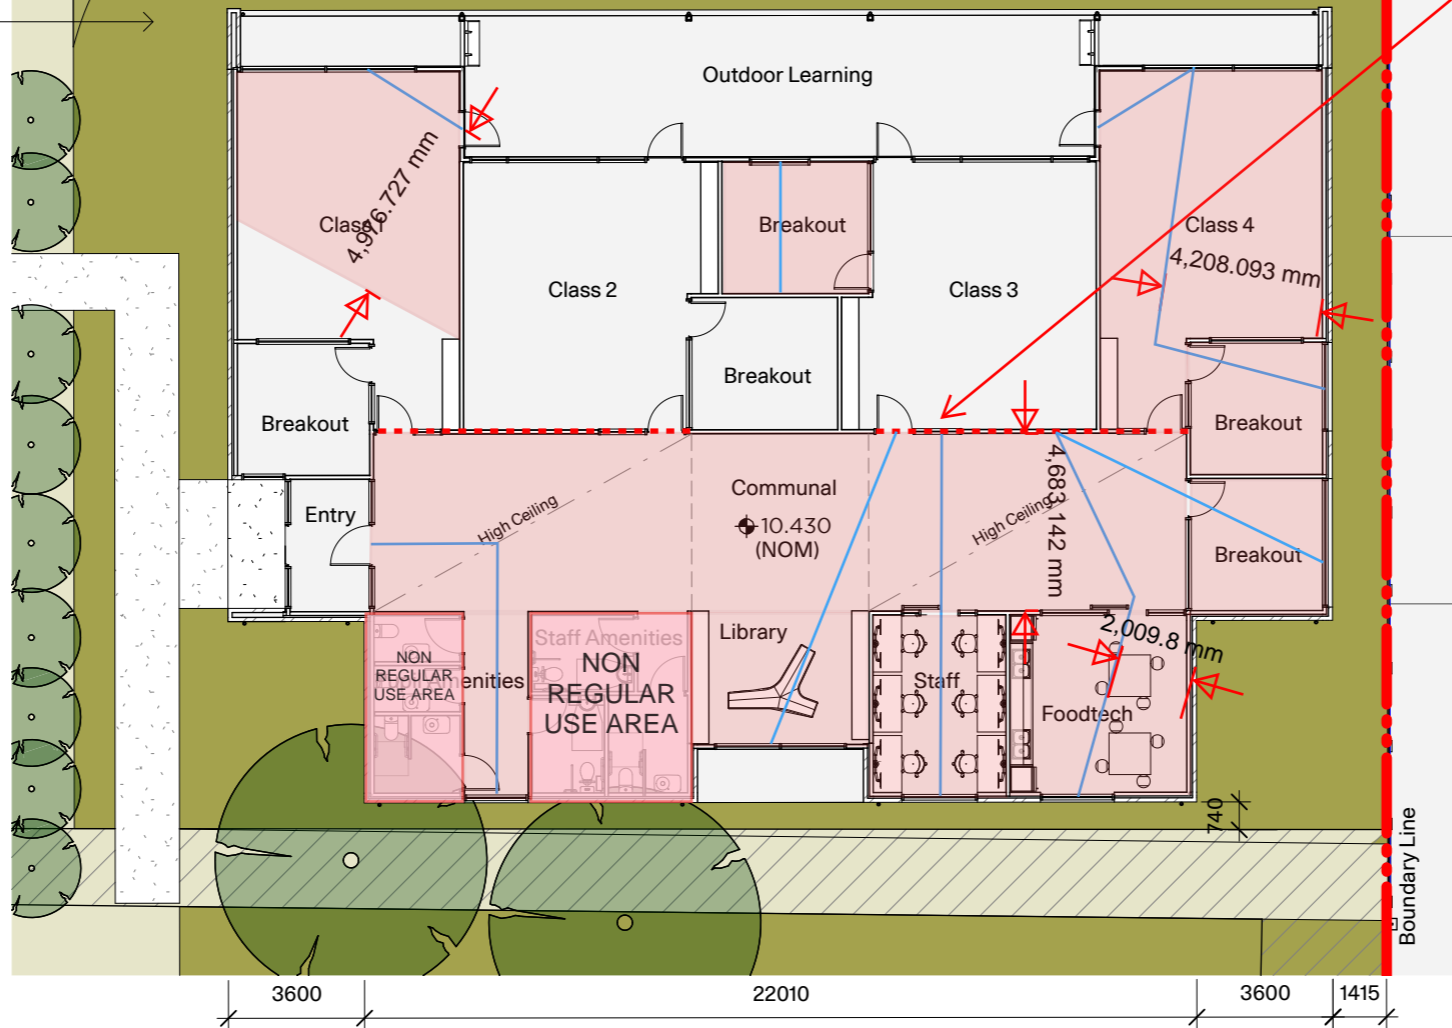 Outdoor Learning
4,976.727 mm
Class
Breakout
Class 4
4,208.093 mm
Class 2
Class 3
Breakout
Breakout
Breakout
Communal
10.430
(NOM)
High Ceiling
High Ceiling
4,683.142 mm
Entry
Breakout
Library
Staff Amenities
NON
REGULAR
USE AREA
NON
REGULAR
USE AREA
enities
Staff
2,009.8 mm
Foodtech
740
Boundary Line
3600
22010
3600
1415